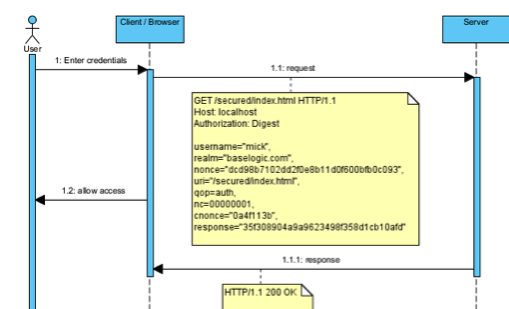 Client / Browser
Server
User
1: Enter credentials
1.1: request
GET /secured/index.html HTTP/1.1
Host: localhost
Authorization: Digest
username="mick",
realm="baselogic.com",
nonce="dcd98b7102dd2f0e8b11d0f600bfb0c093",
uri="/secured/index.html",
qop=auth,
nc=00000001,
cnonce="0a4f113b",
response="35f308904a9a9623498f358d1cb10afd"
1.2: allow access
1.1.1: response
HTTP/1.1 200 OK